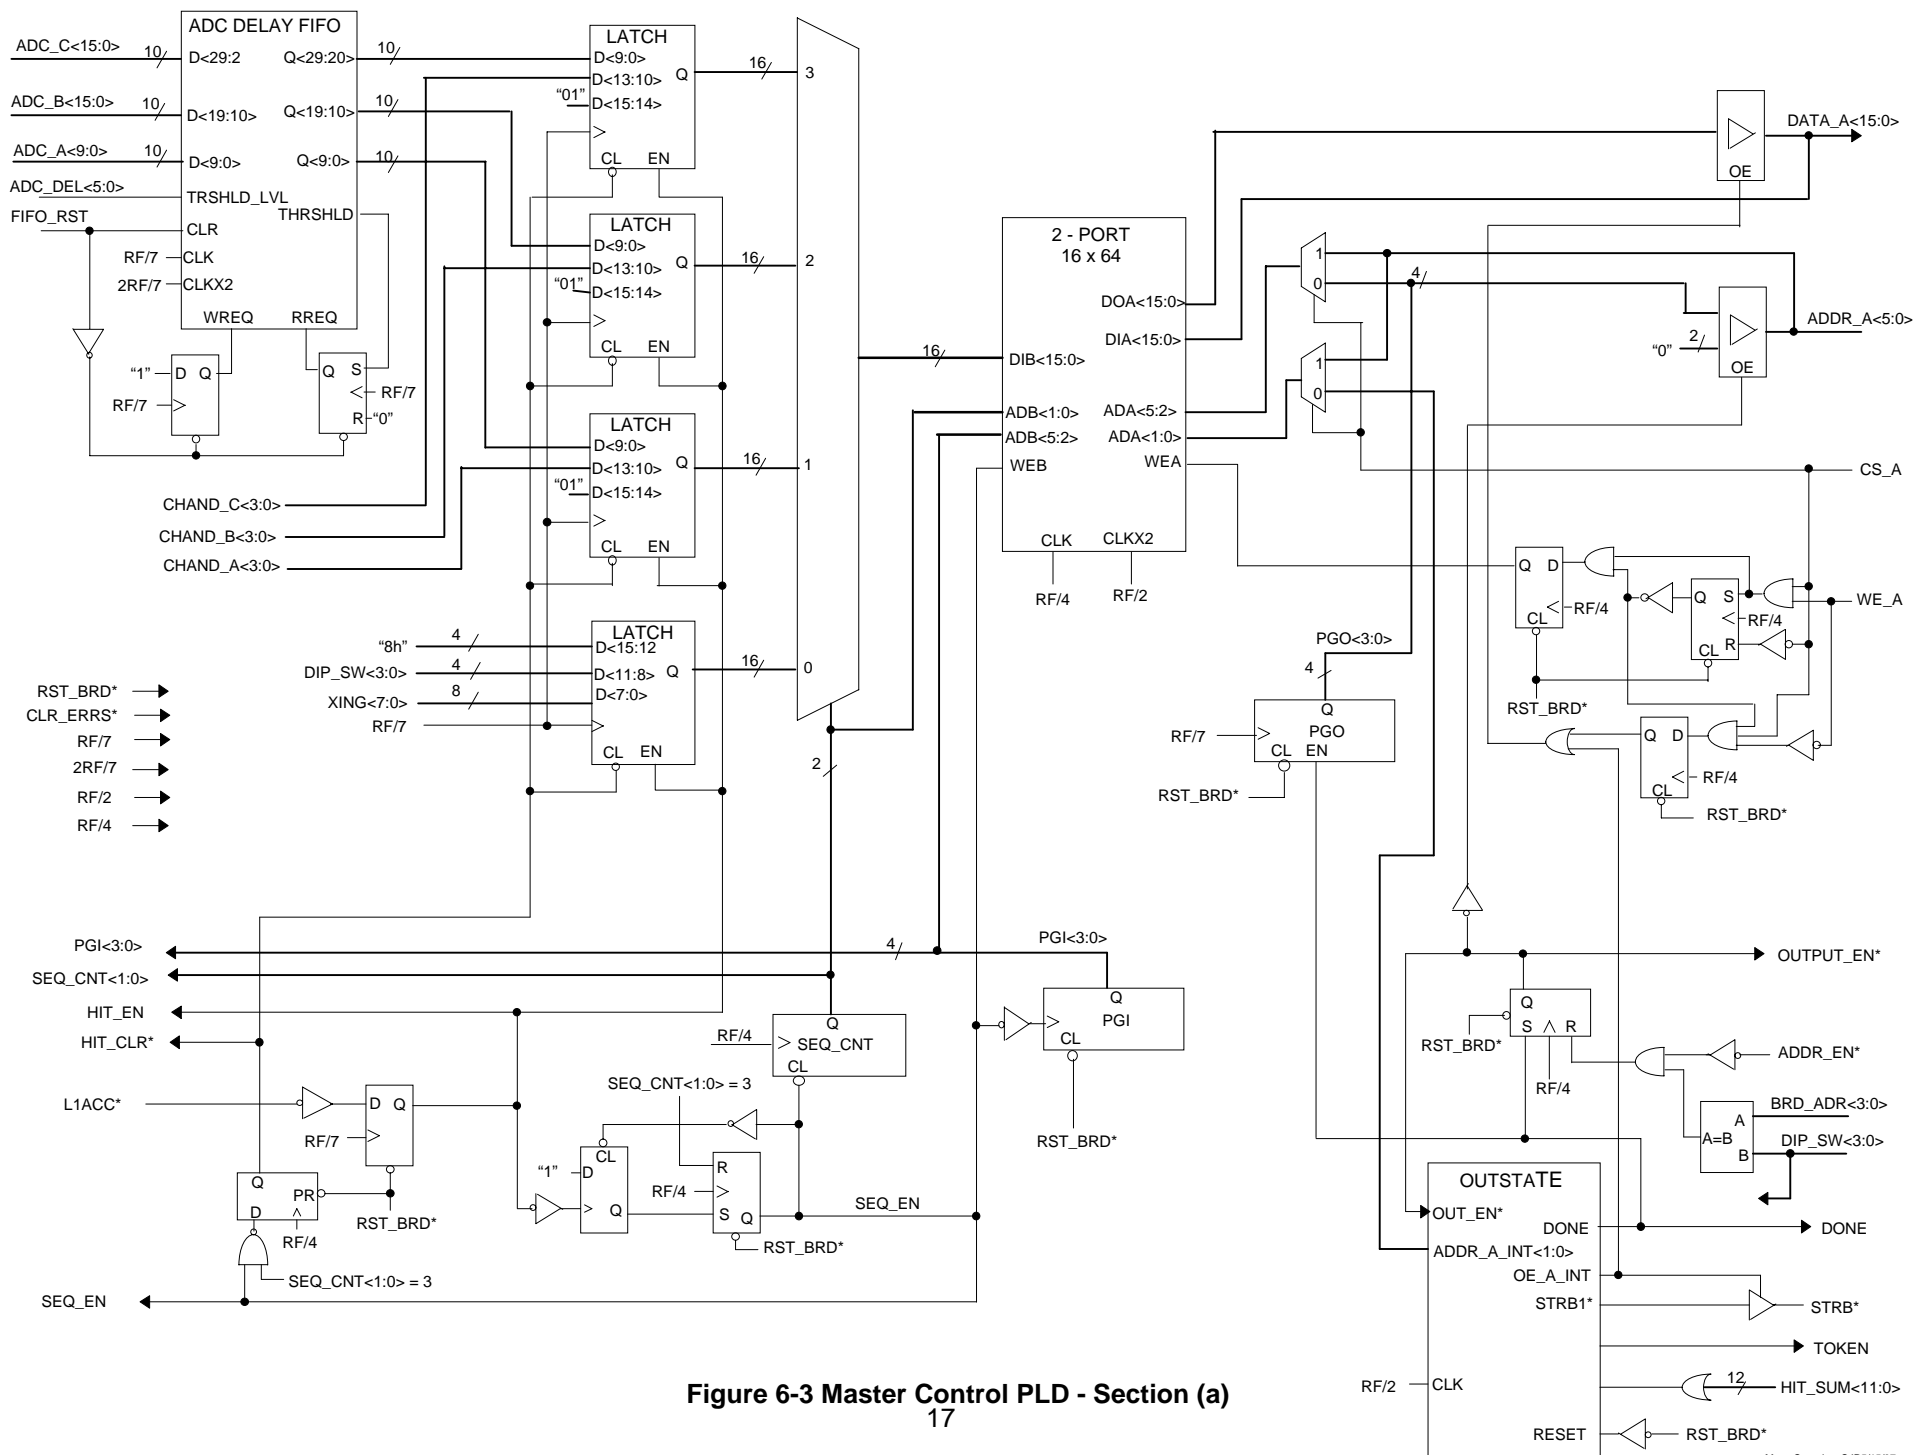 ADC DELAY FIFO
ADC_C<15:0>
10
D<29:2
Q<29:20>
10
ADC_B<15:0>
10
D<19:10>
Q<19:10>
10
ADC_A<9:0>
10
D<9:0>
Q<9:0>
10
ADC_DEL<5:0>
TRSHLD_LVL
THRSHLD
FIFO_RST
CLR
RF/7
CLK
2RF/7
CLKX2
WREQ
RREQ
"1"
D
Q
RF/7
Q
S
RF/7
R
"0"
CHAND_C<3:0>
CHAND_B<3:0>
CHAND_A<3:0>
LATCH
D<9:0>
D<13:10>
Q
"01"
D<15:14>
CL
EN
16
3
LATCH
D<9:0>
D<13:10>
Q
"01"
D<15:14>
CL
EN
16
2
LATCH
D<9:0>
D<13:10>
Q
"01"
D<15:14>
CL
EN
16
1
LATCH
"8h"
4
D<15:12
DIP_SW<3:0>
4
D<11:8>
Q
XING<7:0>
8
D<7:0>
RF/7
CL
EN
16
0
2
RST_BRD*
CLR_ERRS*
RF/7
2RF/7
RF/2
RF/4
16
2 - PORT
16 x 64
DOA<15:0>
DIA<15:0>
DIB<15:0>
ADB<1:0>
ADA<5:2>
ADB<5:2>
ADA<1:0>
WEB
WEA
CLK
CLKX2
RF/4
RF/2
1
0
1
0
4
OE
DATA_A<15:0>
"0"
2
OE
ADDR_A<5:0>
CS_A
WE_A
Q
D
RF/4
CL
RST_BRD*
Q
S
RF/4
CL
R
Q
D
RF/4
CL
RST_BRD*
PGO<3:0>
4
Q
PGO
RF/7
CL
EN
RST_BRD*
PGI<3:0>
4
PGI<3:0>
SEQ_CNT<1:0>
HIT_EN
HIT_CLR*
L1ACC*
D
Q
RF/7
RST_BRD*
Q
PR
D
RF/4
SEQ_CNT<1:0> = 3
SEQ_EN
RF/4
Q
SEQ_CNT
CL
SEQ_CNT<1:0> = 3
CL
"1"
D
Q
R
RF/4
S
Q
RST_BRD*
SEQ_EN
Q
PGI
CL
RST_BRD*
OUTPUT_EN*
Q
S
R
RST_BRD*
RF/4
ADDR_EN*
A
A=B
B
BRD_ADR<3:0>
DIP_SW<3:0>
OUTSTATE
OUT_EN*
DONE
DONE
ADDR_A_INT<1:0>
OE_A_INT
STRB1*
STRB*
TOKEN
RF/2
CLK
12
HIT_SUM<11:0>
RESET
RST_BRD*
Figure 6-3 Master Control PLD - Section (a)
17